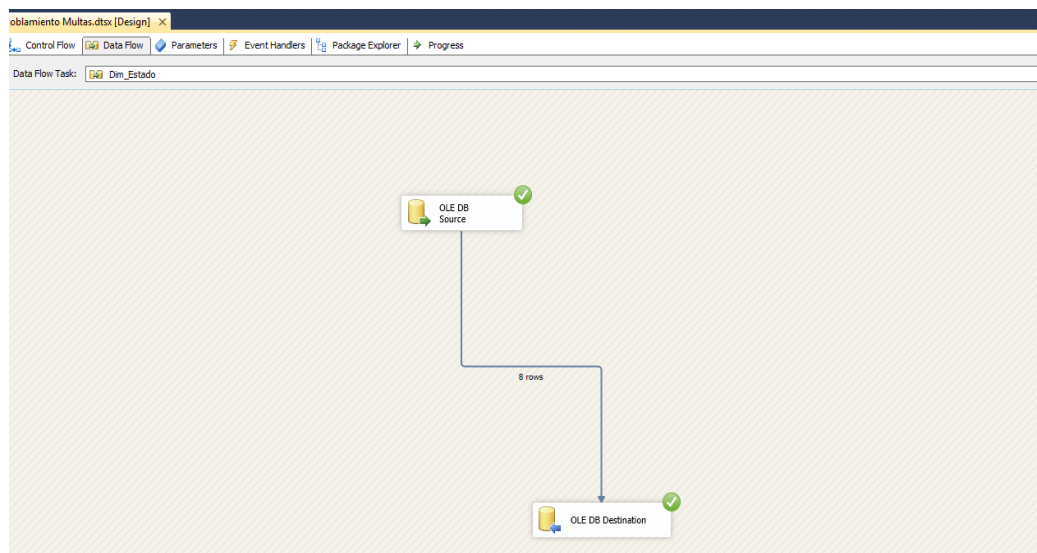 oblamiento Multas.dtsx [Design]
Control Flow Data Flow Parameters Event Handlers Package Explorer Progress
Data Flow Task: Dim_Estado
OLE DB
Source
8 rows
OLE DB Destination